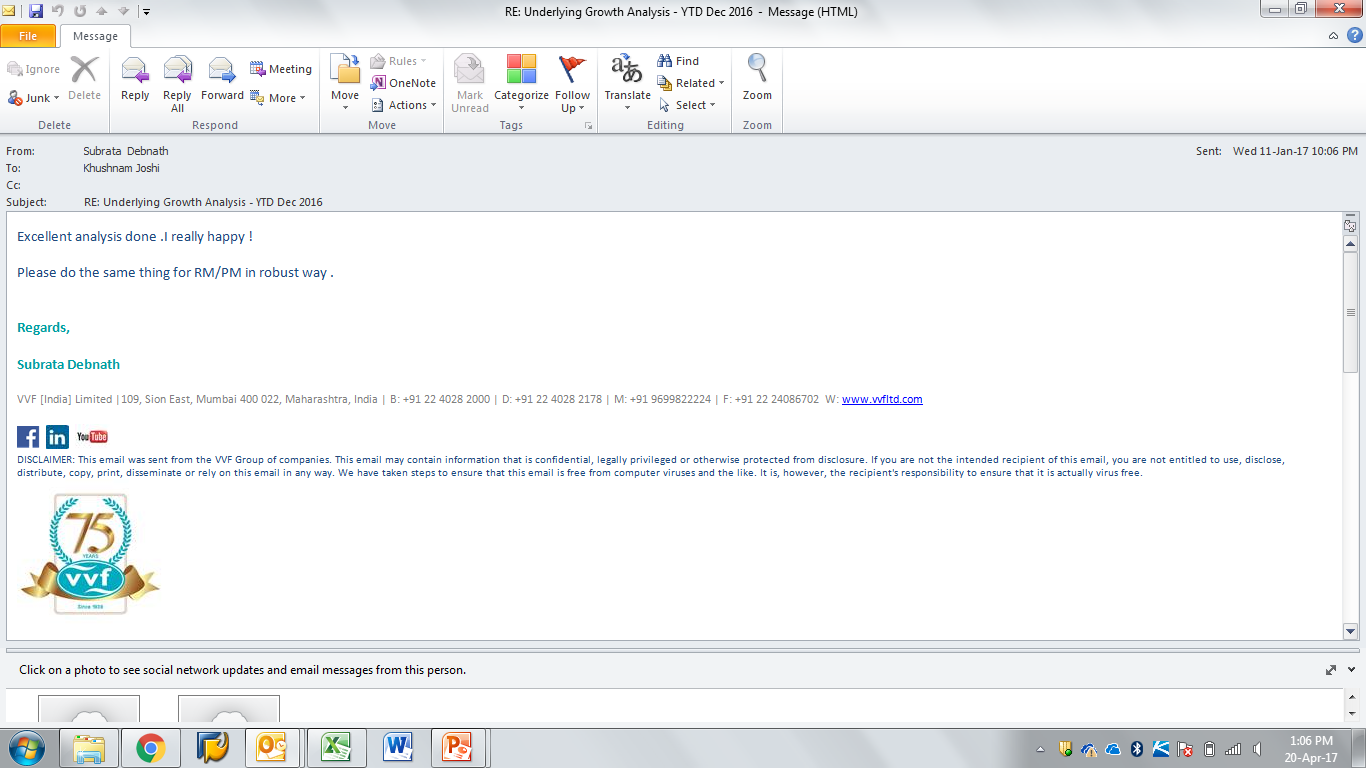 RE: Underlying Growth Analysis - YTD Dec 2016 - Message (HTML)
File Message
Ignore Delete Reply Reply All Forward Meeting Move Rules OneNote Mark Unread Categorize Follow Up Translate Find Related Select Zoom
Junk More Actions
Delete Respond Move Tags Editing Zoom
From: Subrata Debnath Sent: Wed 11-Jan-17 10:06 PM
To: Khushnam Joshi
Cc:
Subject: RE: Underlying Growth Analysis - YTD Dec 2016
Excellent analysis done .I really happy !
Please do the same thing for RM/PM in robust way .
Regards,
Subrata Debnath
VVF [India] Limited |109, Sion East, Mumbai 400 022, Maharashtra, India | B: +91 22 4028 2000 | D: +91 22 4028 2178 | M: +91 9699822224 | F: +91 22 24086702 W: www.vvfltd.com
f in You Tube
DISCLAIMER: This email was sent from the VVF Group of companies. This email may contain information that is confidential, legally privileged or otherwise protected from disclosure. If you are not the intended recipient of this email, you are not entitled to use, disclose,
distribute, copy, print, disseminate or rely on this email in any way. We have taken steps to ensure that this email is free from computer viruses and the like. It is, however, the recipient's responsibility to ensure that it is actually virus free.
75
YEARS
vvf
Since 1939
Click on a photo to see social network updates and email messages from this person.
1:06 PM
20-Apr-17